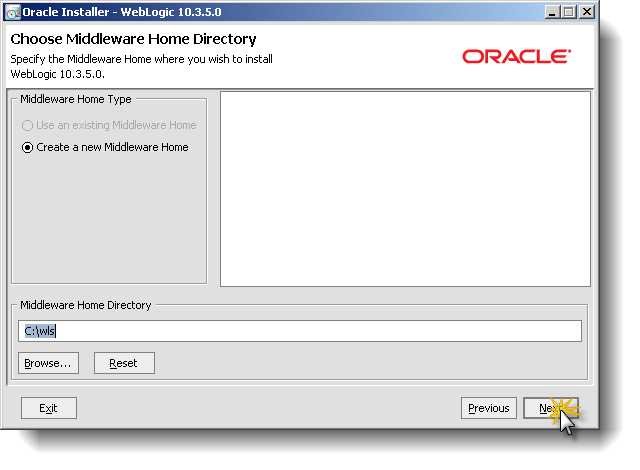 Oracle Installer - WebLogic 10.3.5.0
Choose Middleware Home Directory
Specify the Middleware Home where you wish to install
WebLogic 10.3.5.0.
ORACLE®
Middleware Home Type
Use an existing Middleware Home
Create a new Middleware Home
Middleware Home Directory
C:\wls
Browse... Reset
Exit Previous